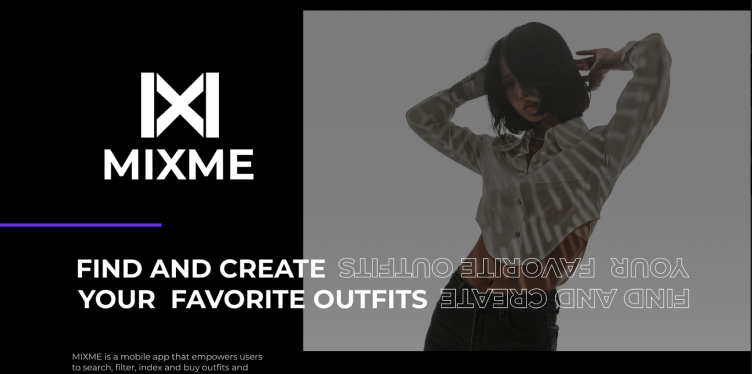 MIXME
FIND AND CREATE YOUR FAVORITE OUTFITS
YOUR FAVORITE OUTFITS FIND AND CREATE
MIXME is a mobile app that empowers users
to search, filter, index and buy outfits and